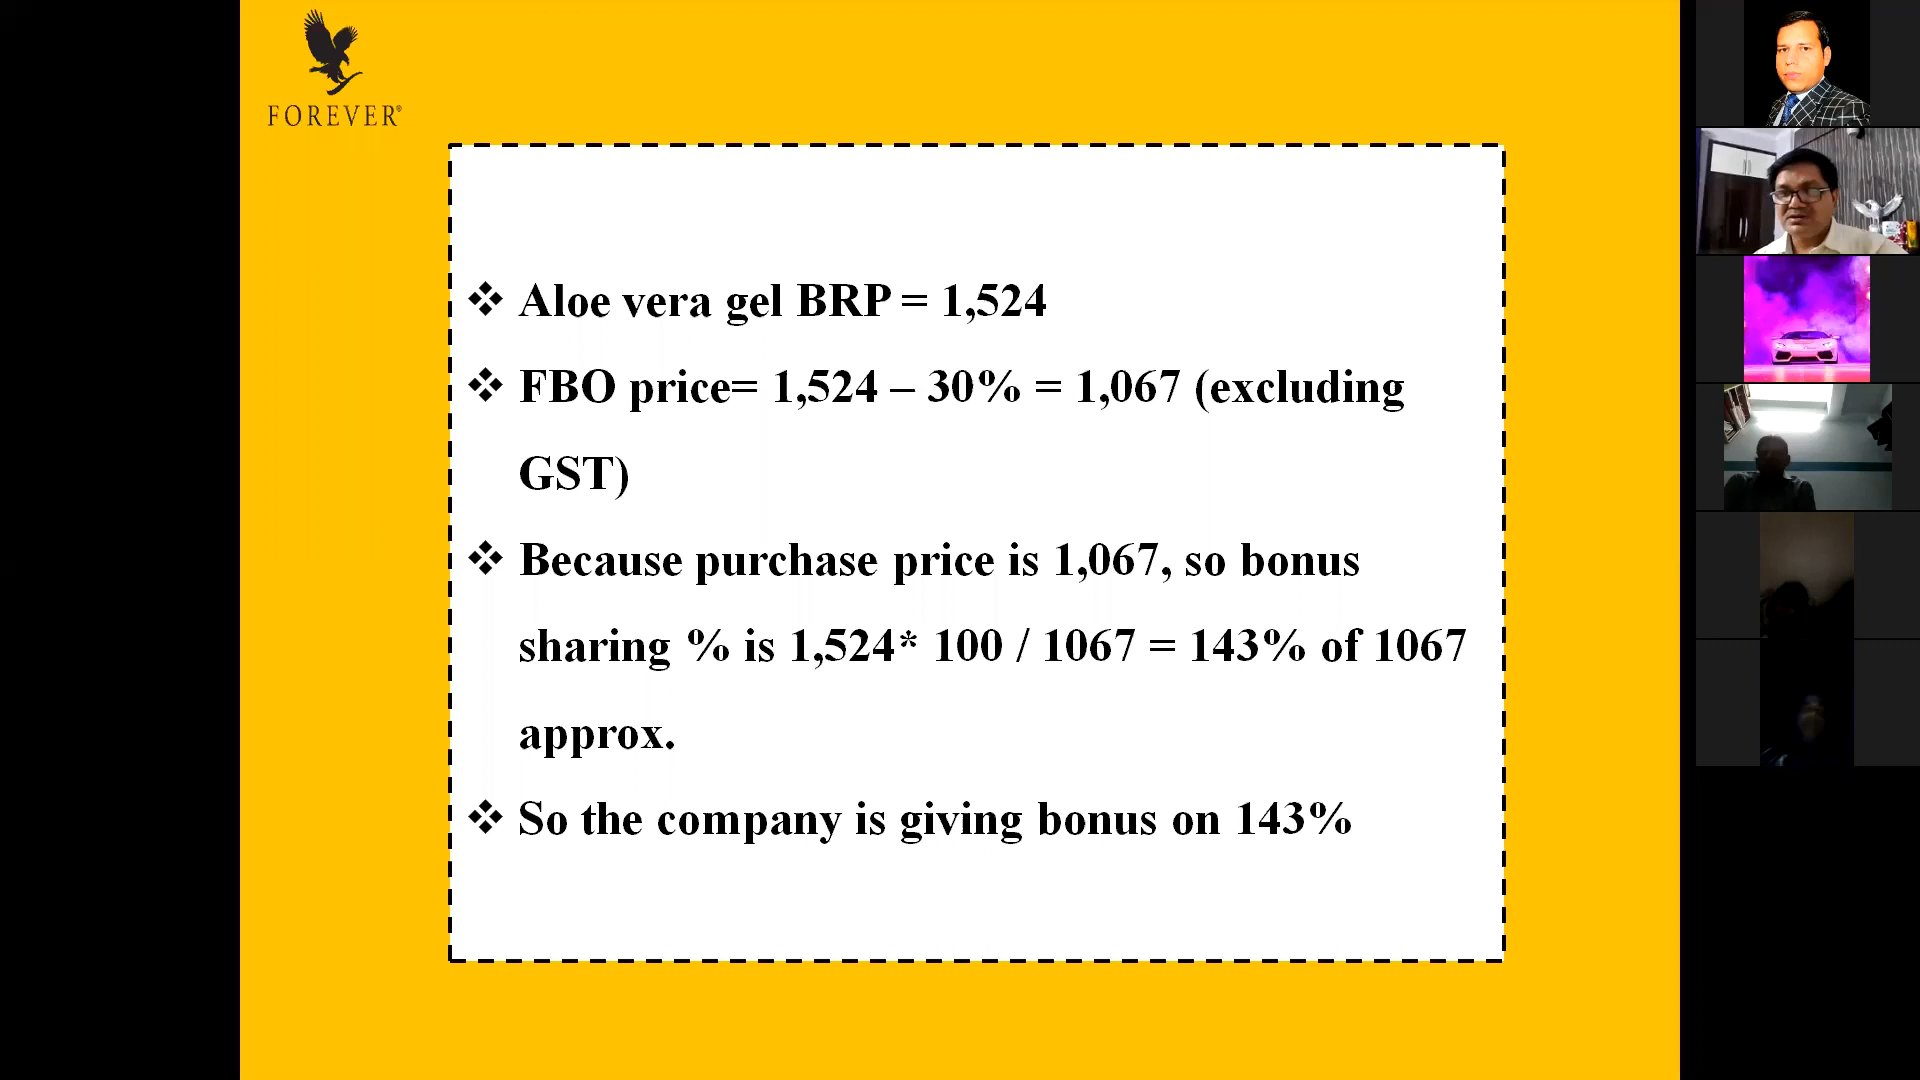 FOREVER®
❖ Aloe vera gel BRP = 1,524
❖ FBO price= 1,524 – 30% = 1,067 (excluding
GST)
❖ Because purchase price is 1,067, so bonus
sharing % is 1,524* 100 / 1067 = 143% of 1067
approx.
❖ So the company is giving bonus on 143%